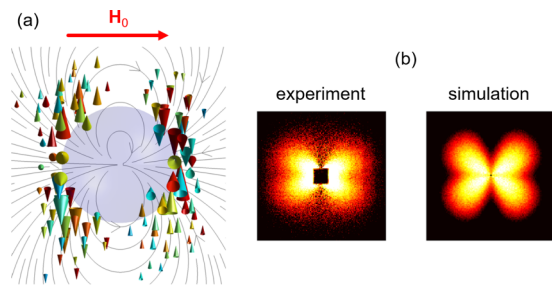 (a)
H₀
(b)
experiment
simulation